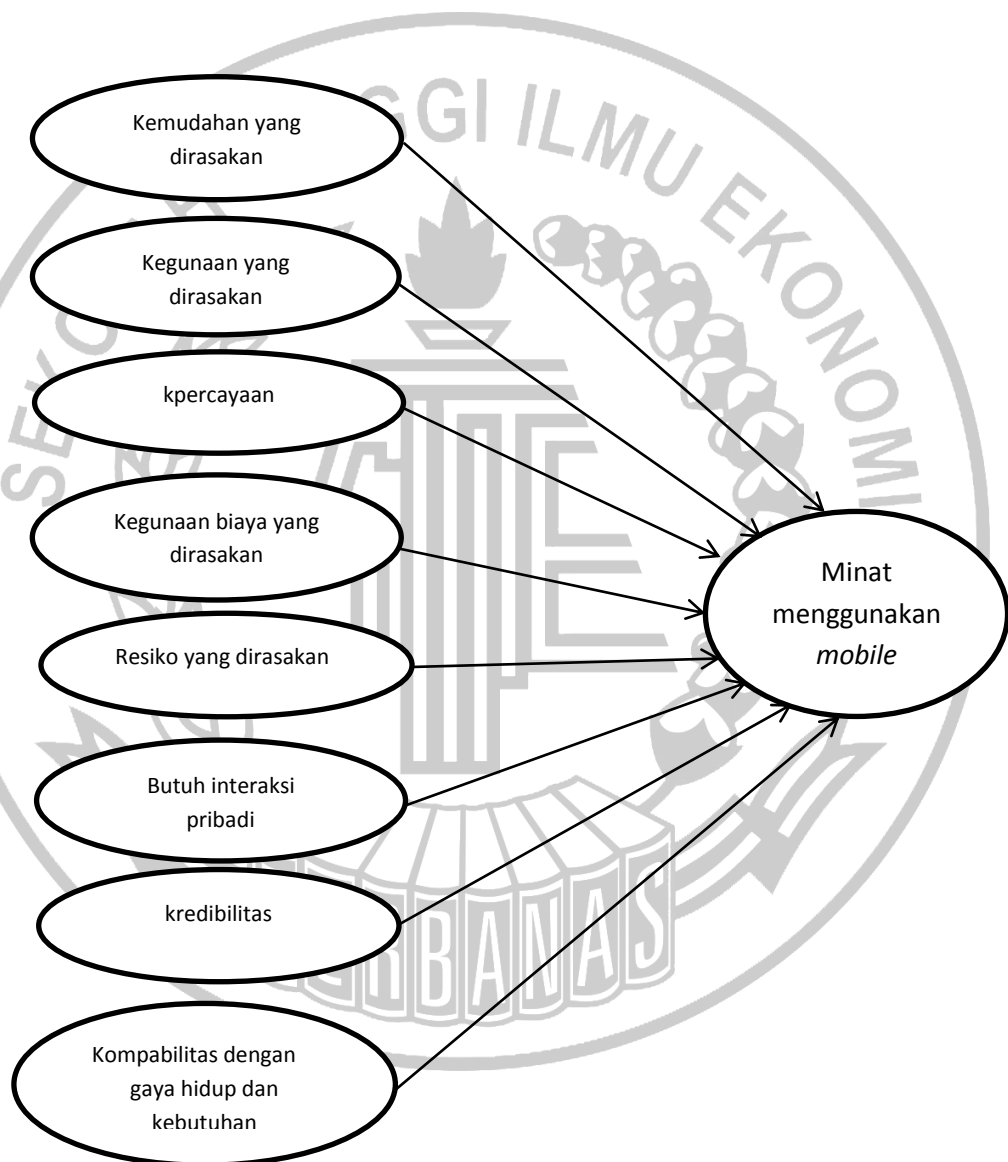 SEKO GGI ILMU EKONOMI
Kemudahan yang
dirasakan
Kegunaan yang
dirasakan
kpercayaan
Kegunaan biaya yang
dirasakan
Resiko yang dirasakan
Butuh interaksi
pribadi
kredibilitas
Kompabilitas dengan
gaya hidup dan
kebutuhan
Minat
menggunakan
mobile
RBANAS